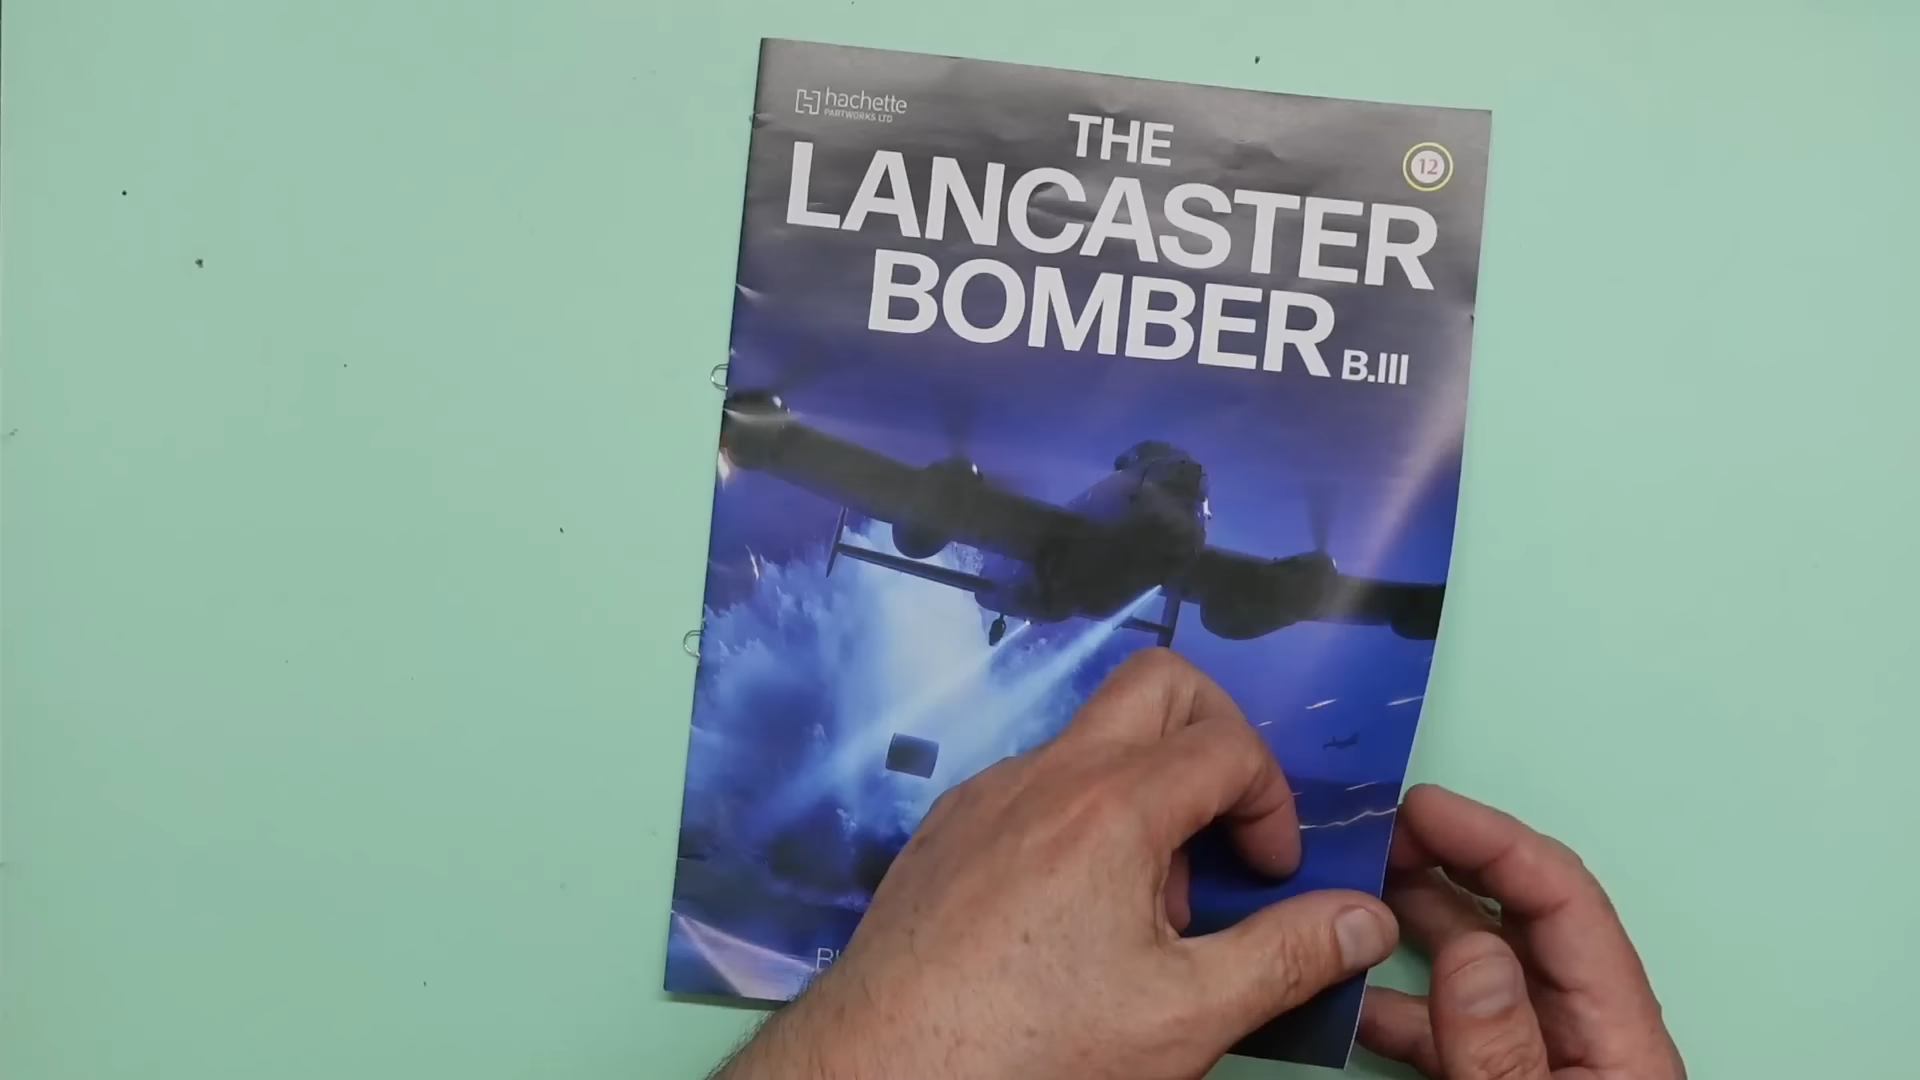 hachette
PARTWORKS LTD
THE
12
LANCASTER
BOMBER B.III